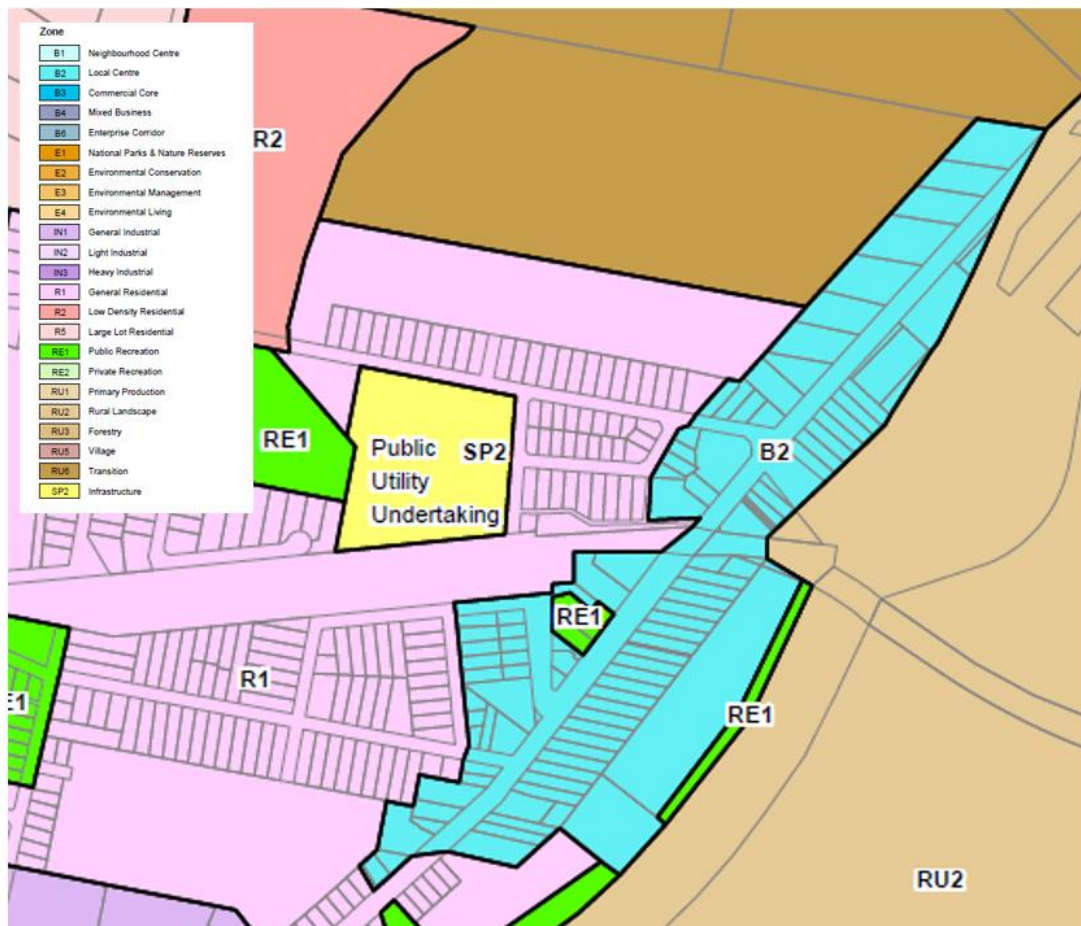 Zone
B1 Neighbourhood Centre
B2 Local Centre
B3 Commercial Core
B4 Mixed Business
B6 Enterprise Corridor
E1 National Parks & Nature Reserves
E2 Environmental Conservation
E3 Environmental Management
E4 Environmental Living
IN1 General Industrial
IN2 Light Industrial
IN3 Heavy Industrial
R1 General Residential
R2 Low Density Residential
R5 Large Lot Residential
RE1 Public Recreation
RE2 Private Recreation
RU1 Primary Production
RU2 Rural Landscape
RU3 Forestry
RU5 Village
RU6 Transition
SP2 Infrastructure
R2
RE1
Public SP2
Utility
Undertaking
B2
RE1
R1
E1
RE1
RU2